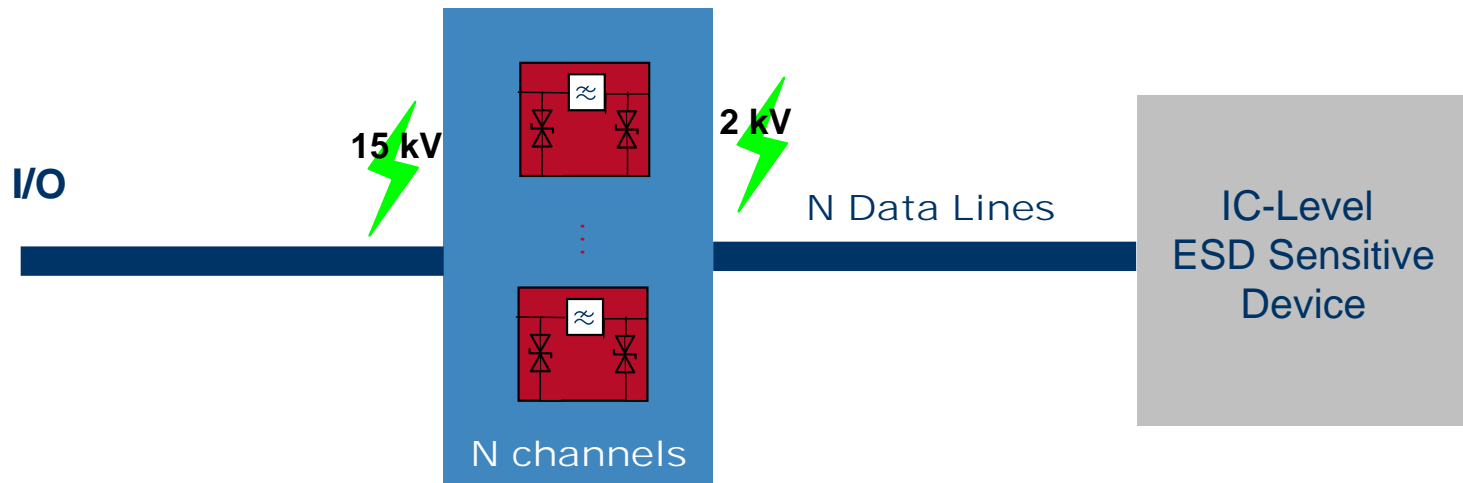 I/O
15 kV
2 kV
N Data Lines
IC-Level
ESD Sensitive
Device
N channels